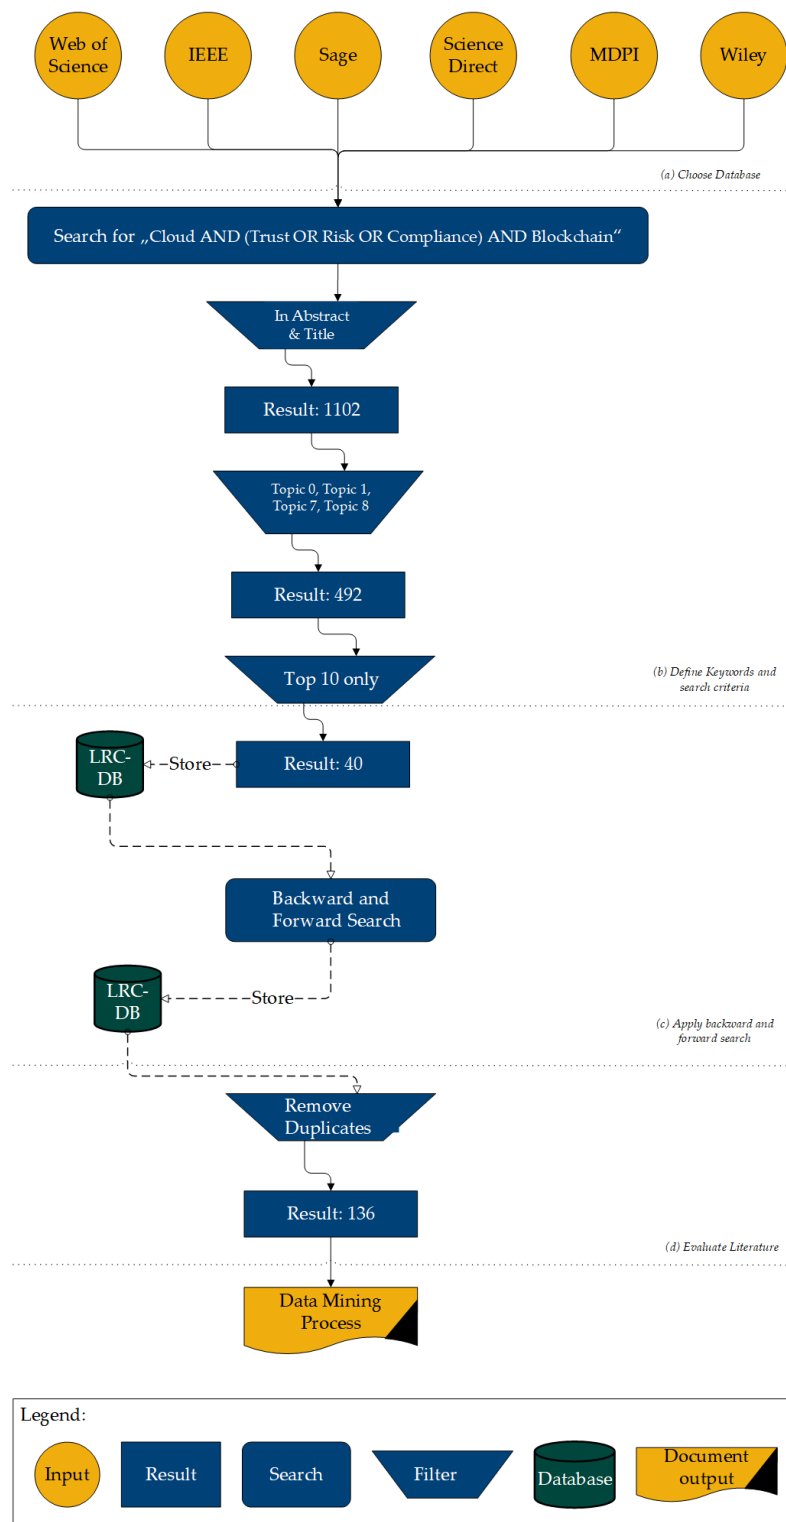 Web of
Science
IEEE
Sage
Science
Direct
MDPI
Wiley
(a) Choose Database
Search for „Cloud AND (Trust OR Risk OR Compliance) AND Blockchain“
In Abstract
& Title
Result: 1102
Topic 0, Topic 1,
Topic 7, Topic 8
Result: 492
Top 10 only
(b) Define Keywords and
search criteria
LRC-
DB
Store
Result: 40
Backward and
Forward Search
LRC-
DB
Store
(c) Apply backward and
forward search
Remove
Duplicates
Result: 136
(d) Evaluate Literature
Data Mining
Process
Legend:
Input
Result
Search
Filter
Database
Document
output